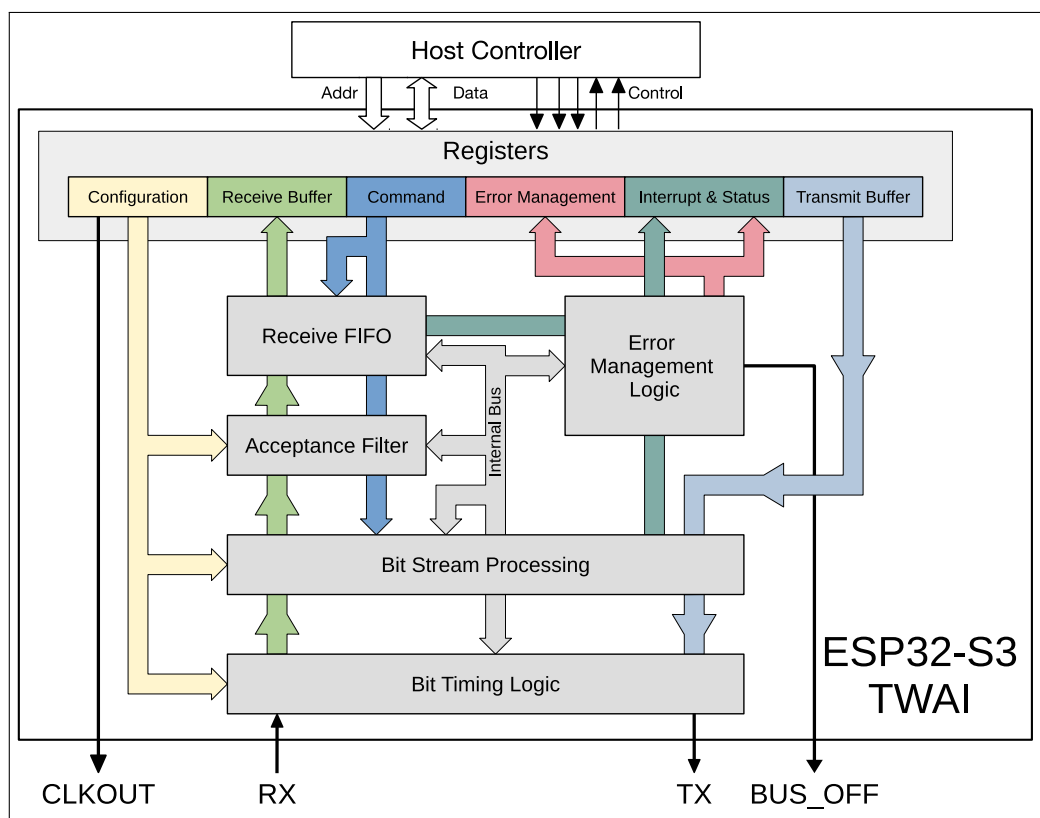 Host Controller
Addr
Data
Control
Registers
Configuration
Receive Buffer
Command
Error Management
Interrupt & Status
Transmit Buffer
Receive FIFO
Error
Management
Logic
Internal Bus
Acceptance Filter
Bit Stream Processing
Bit Timing Logic
ESP32-S3
TWAI
CLKOUT
RX
TX
BUS_OFF